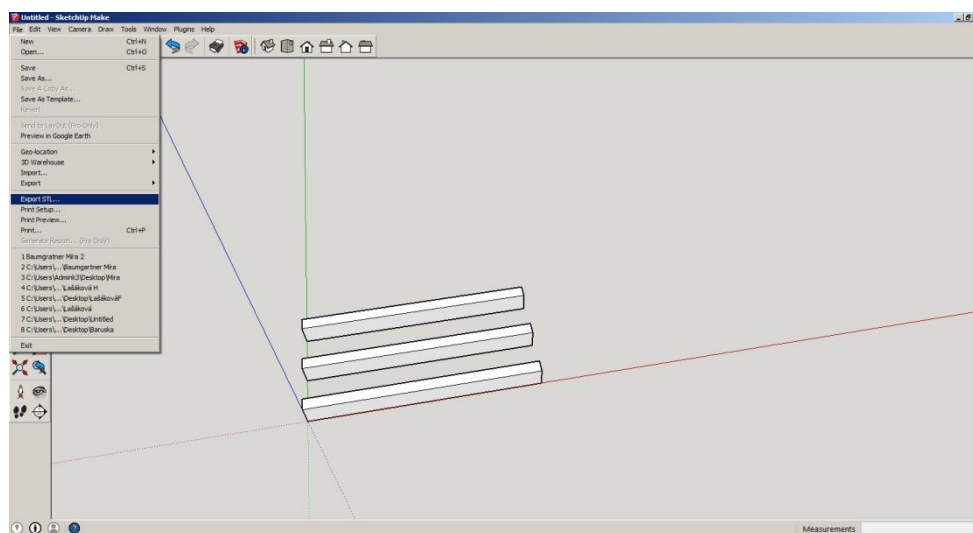 Untitled - SketchUp Make
File Edit View Camera Draw Tools Window Plugins Help
New Ctrl+N
Open... Ctrl+O
Save Ctrl+S
Save As...
Save A Copy As...
Save As Template...
Revert
Send to LayOut (Pro Only)
Preview in Google Earth
Geo-location
3D Warehouse
Import...
Export
Export STL...
Print Setup...
Print Preview...
Print... Ctrl+P
Generate Report... (Pro Only)
1 Baumgratner Míra 2
2 C:\Users\...\Baumgartner Míra
3 C:\Users\Admink3\Desktop\Mira
4 C:\Users\...\Lašáková H
5 C:\Users\...\Desktop\LašákováP
6 C:\Users\...\Lašáková
7 C:\Users\...\Desktop\Untitled
8 C:\Users\...\Desktop\Baruska
Exit
Measurements